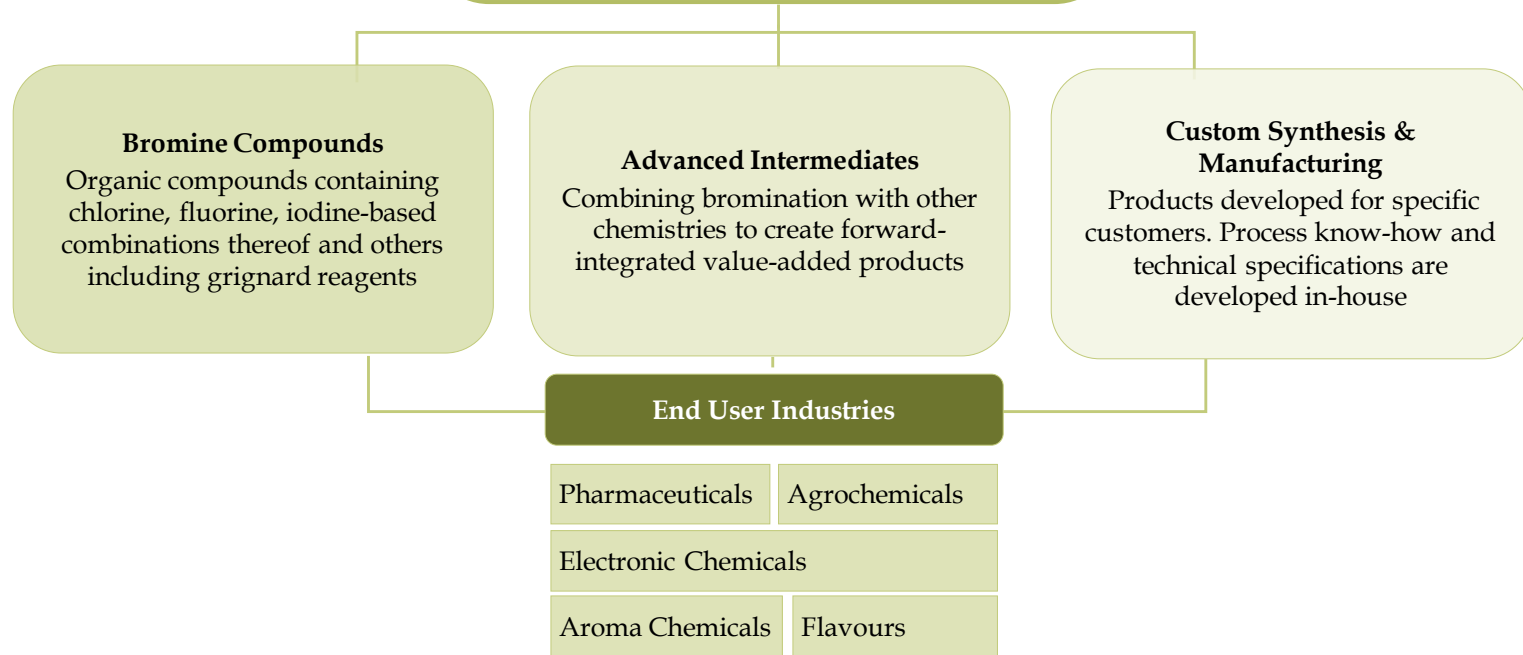 Bromine Compounds
Organic compounds containing
chlorine, fluorine, iodine-based
combinations thereof and others
including grignard reagents
Advanced Intermediates
Combining bromination with other
chemistries to create forward-
integrated value-added products
Custom Synthesis &
Manufacturing
Products developed for specific
customers. Process know-how and
technical specifications are
developed in-house
End User Industries
Pharmaceuticals
Agrochemicals
Electronic Chemicals
Aroma Chemicals
Flavours